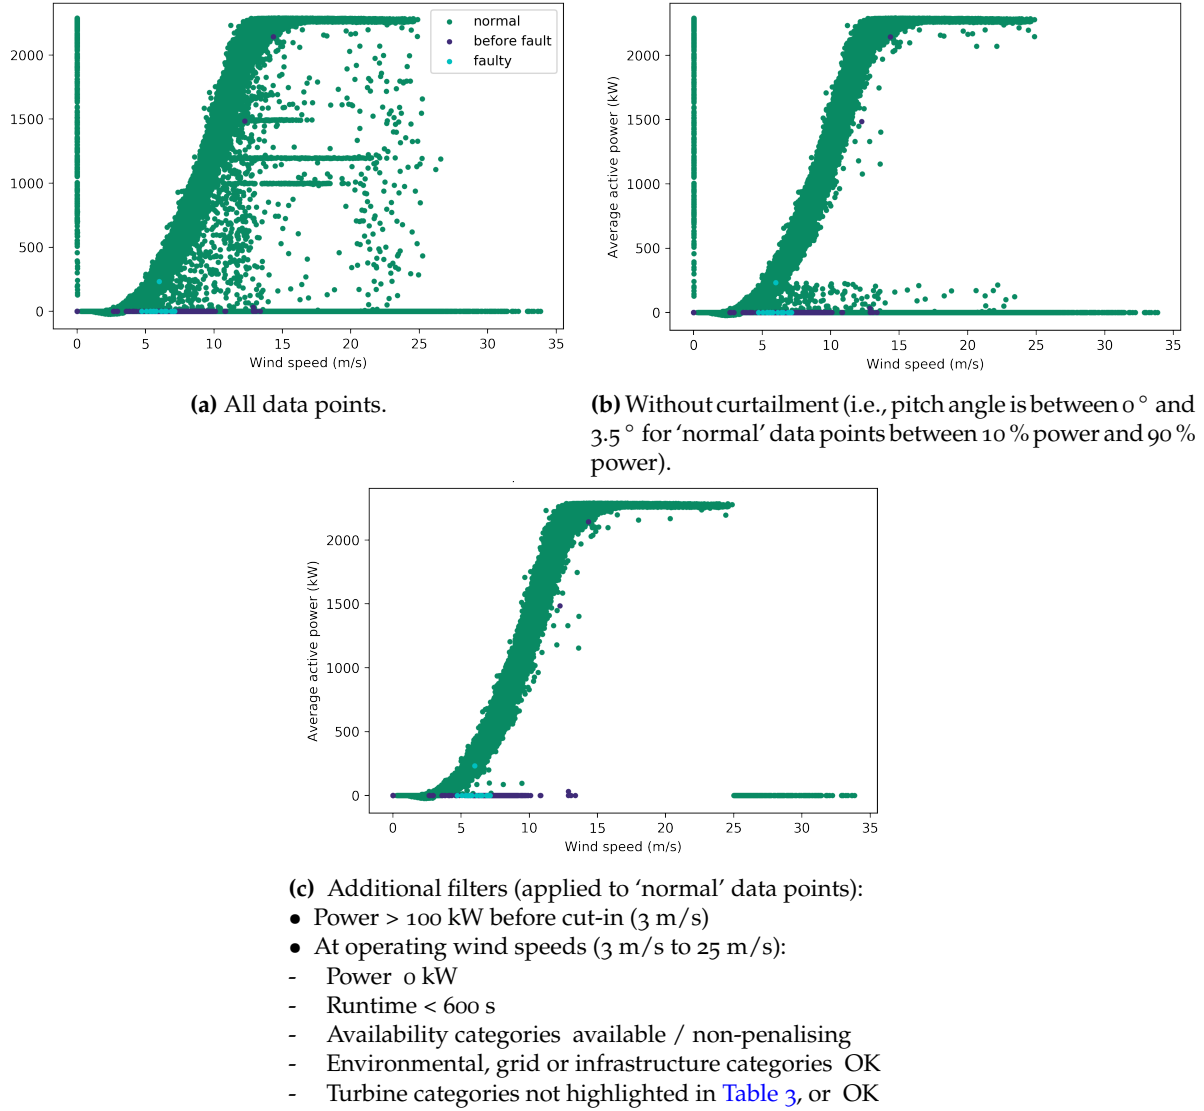 normal
before fault
faulty
2000
1500
1000
500
0
0 5 10 15 20 25 30 35
Wind speed (m/s)
(a) All data points.
Average active power (kW)
2000
1500
1000
500
0
0 5 10 15 20 25 30 35
Wind speed (m/s)
(b) Without curtailment (i.e., pitch angle is between 0 ° and
3.5 ° for ‘normal’ data points between 10 % power and 90 %
power).
Average active power (kW)
2000
1500
1000
500
0
0 5 10 15 20 25 30 35
Wind speed (m/s)
(c) Additional filters (applied to ‘normal’ data points):
• Power > 100 kW before cut-in (3 m/s)
• At operating wind speeds (3 m/s to 25 m/s):
- Power 0 kW
- Runtime < 600 s
- Availability categories available / non-penalising
- Environmental, grid or infrastructure categories OK
- Turbine categories not highlighted in Table 3, or OK